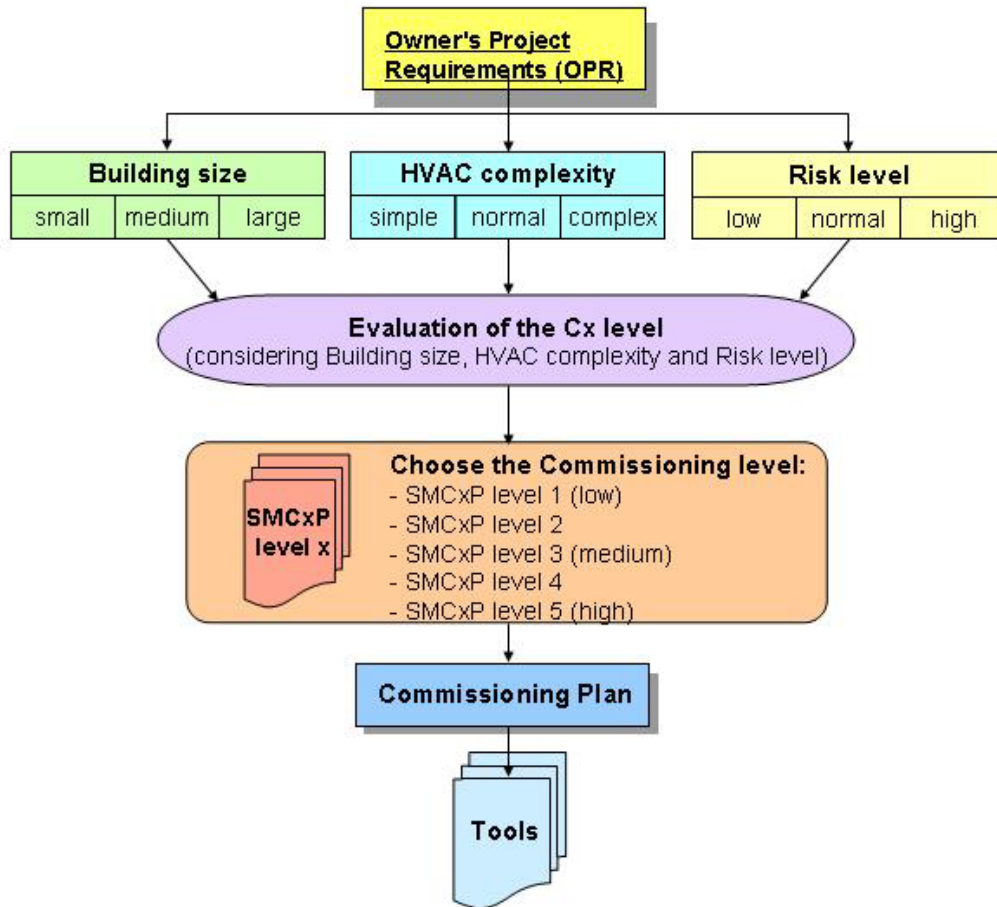 Owner's Project
Requirements (OPR)
Building size
small medium large
HVAC complexity
simple normal complex
Risk level
low normal high
Evaluation of the Cx level
(considering Building size, HVAC complexity and Risk level)
SMCxP
level x
Choose the Commissioning level:
- SMCxP level 1 (low)
- SMCxP level 2
- SMCxP level 3 (medium)
- SMCxP level 4
- SMCxP level 5 (high)
Commissioning Plan
Tools